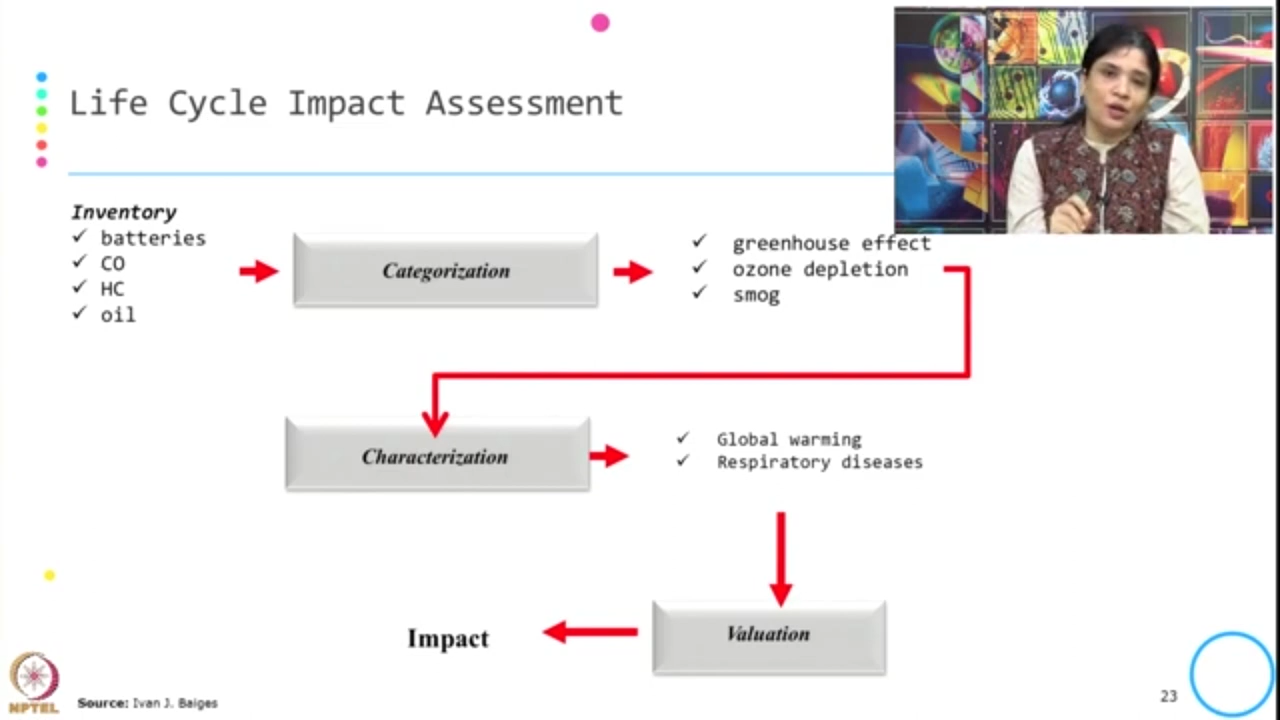 Life Cycle Impact Assessment
Inventory
✓ batteries
✓ CO
✓ HC
✓ oil
Categorization
✓ greenhouse effect
✓ ozone depletion
✓ smog
Characterization
✓ Global warming
✓ Respiratory diseases
Valuation
Impact
NPTEL
Source: Ivan J. Baiges
23